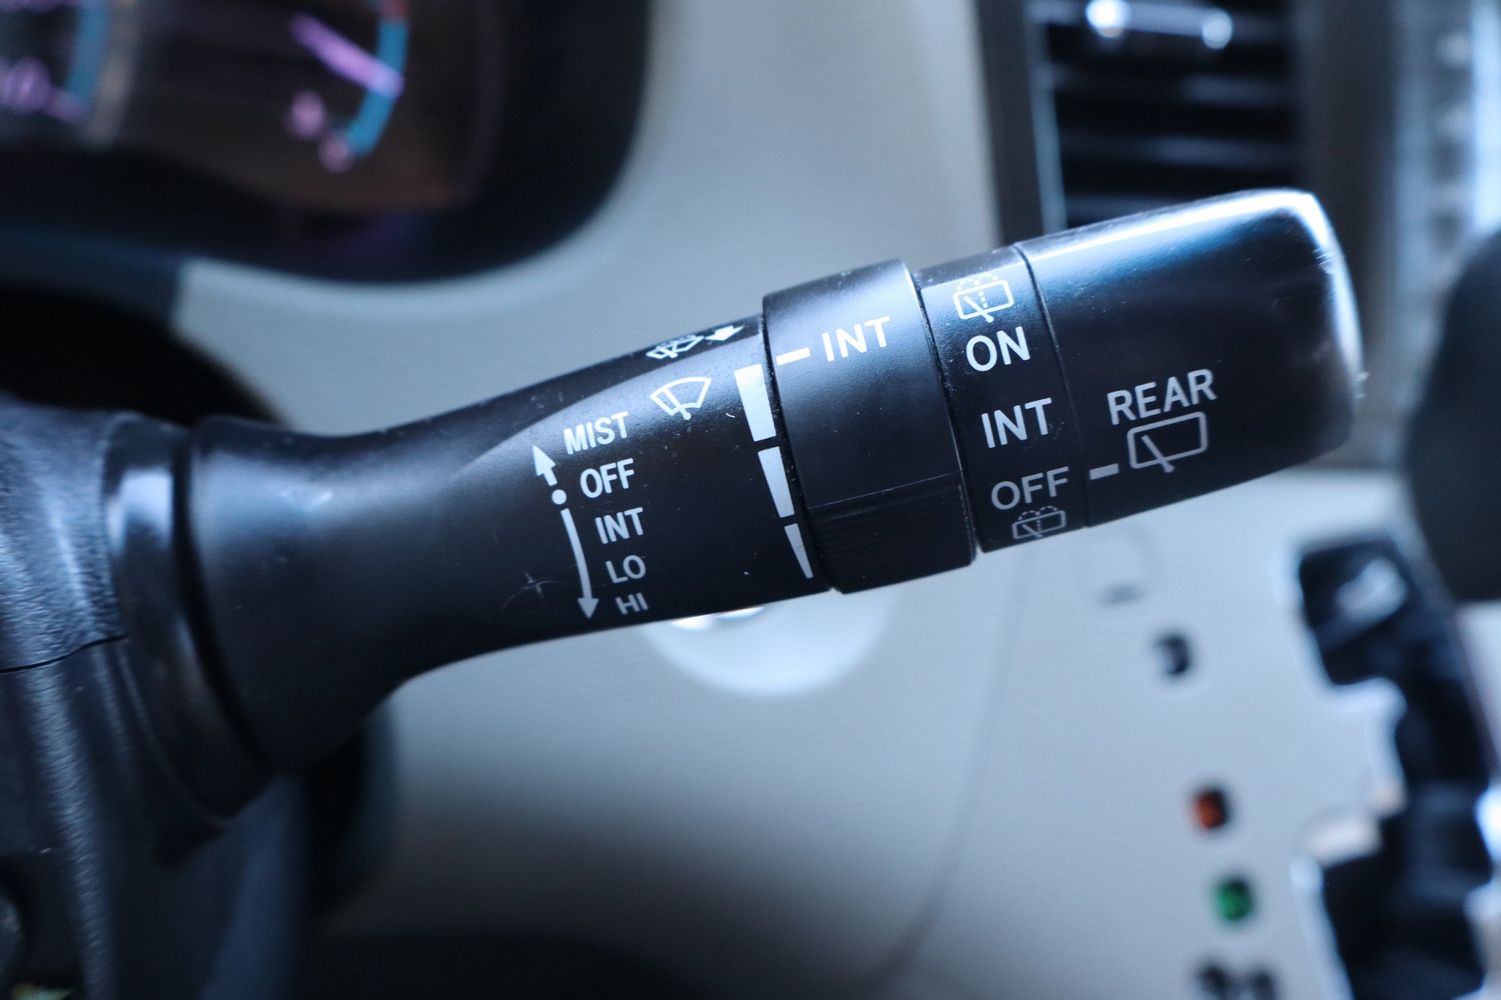 MIST
OFF
INT
LO
HI
INT
ON
INT
OFF
REAR